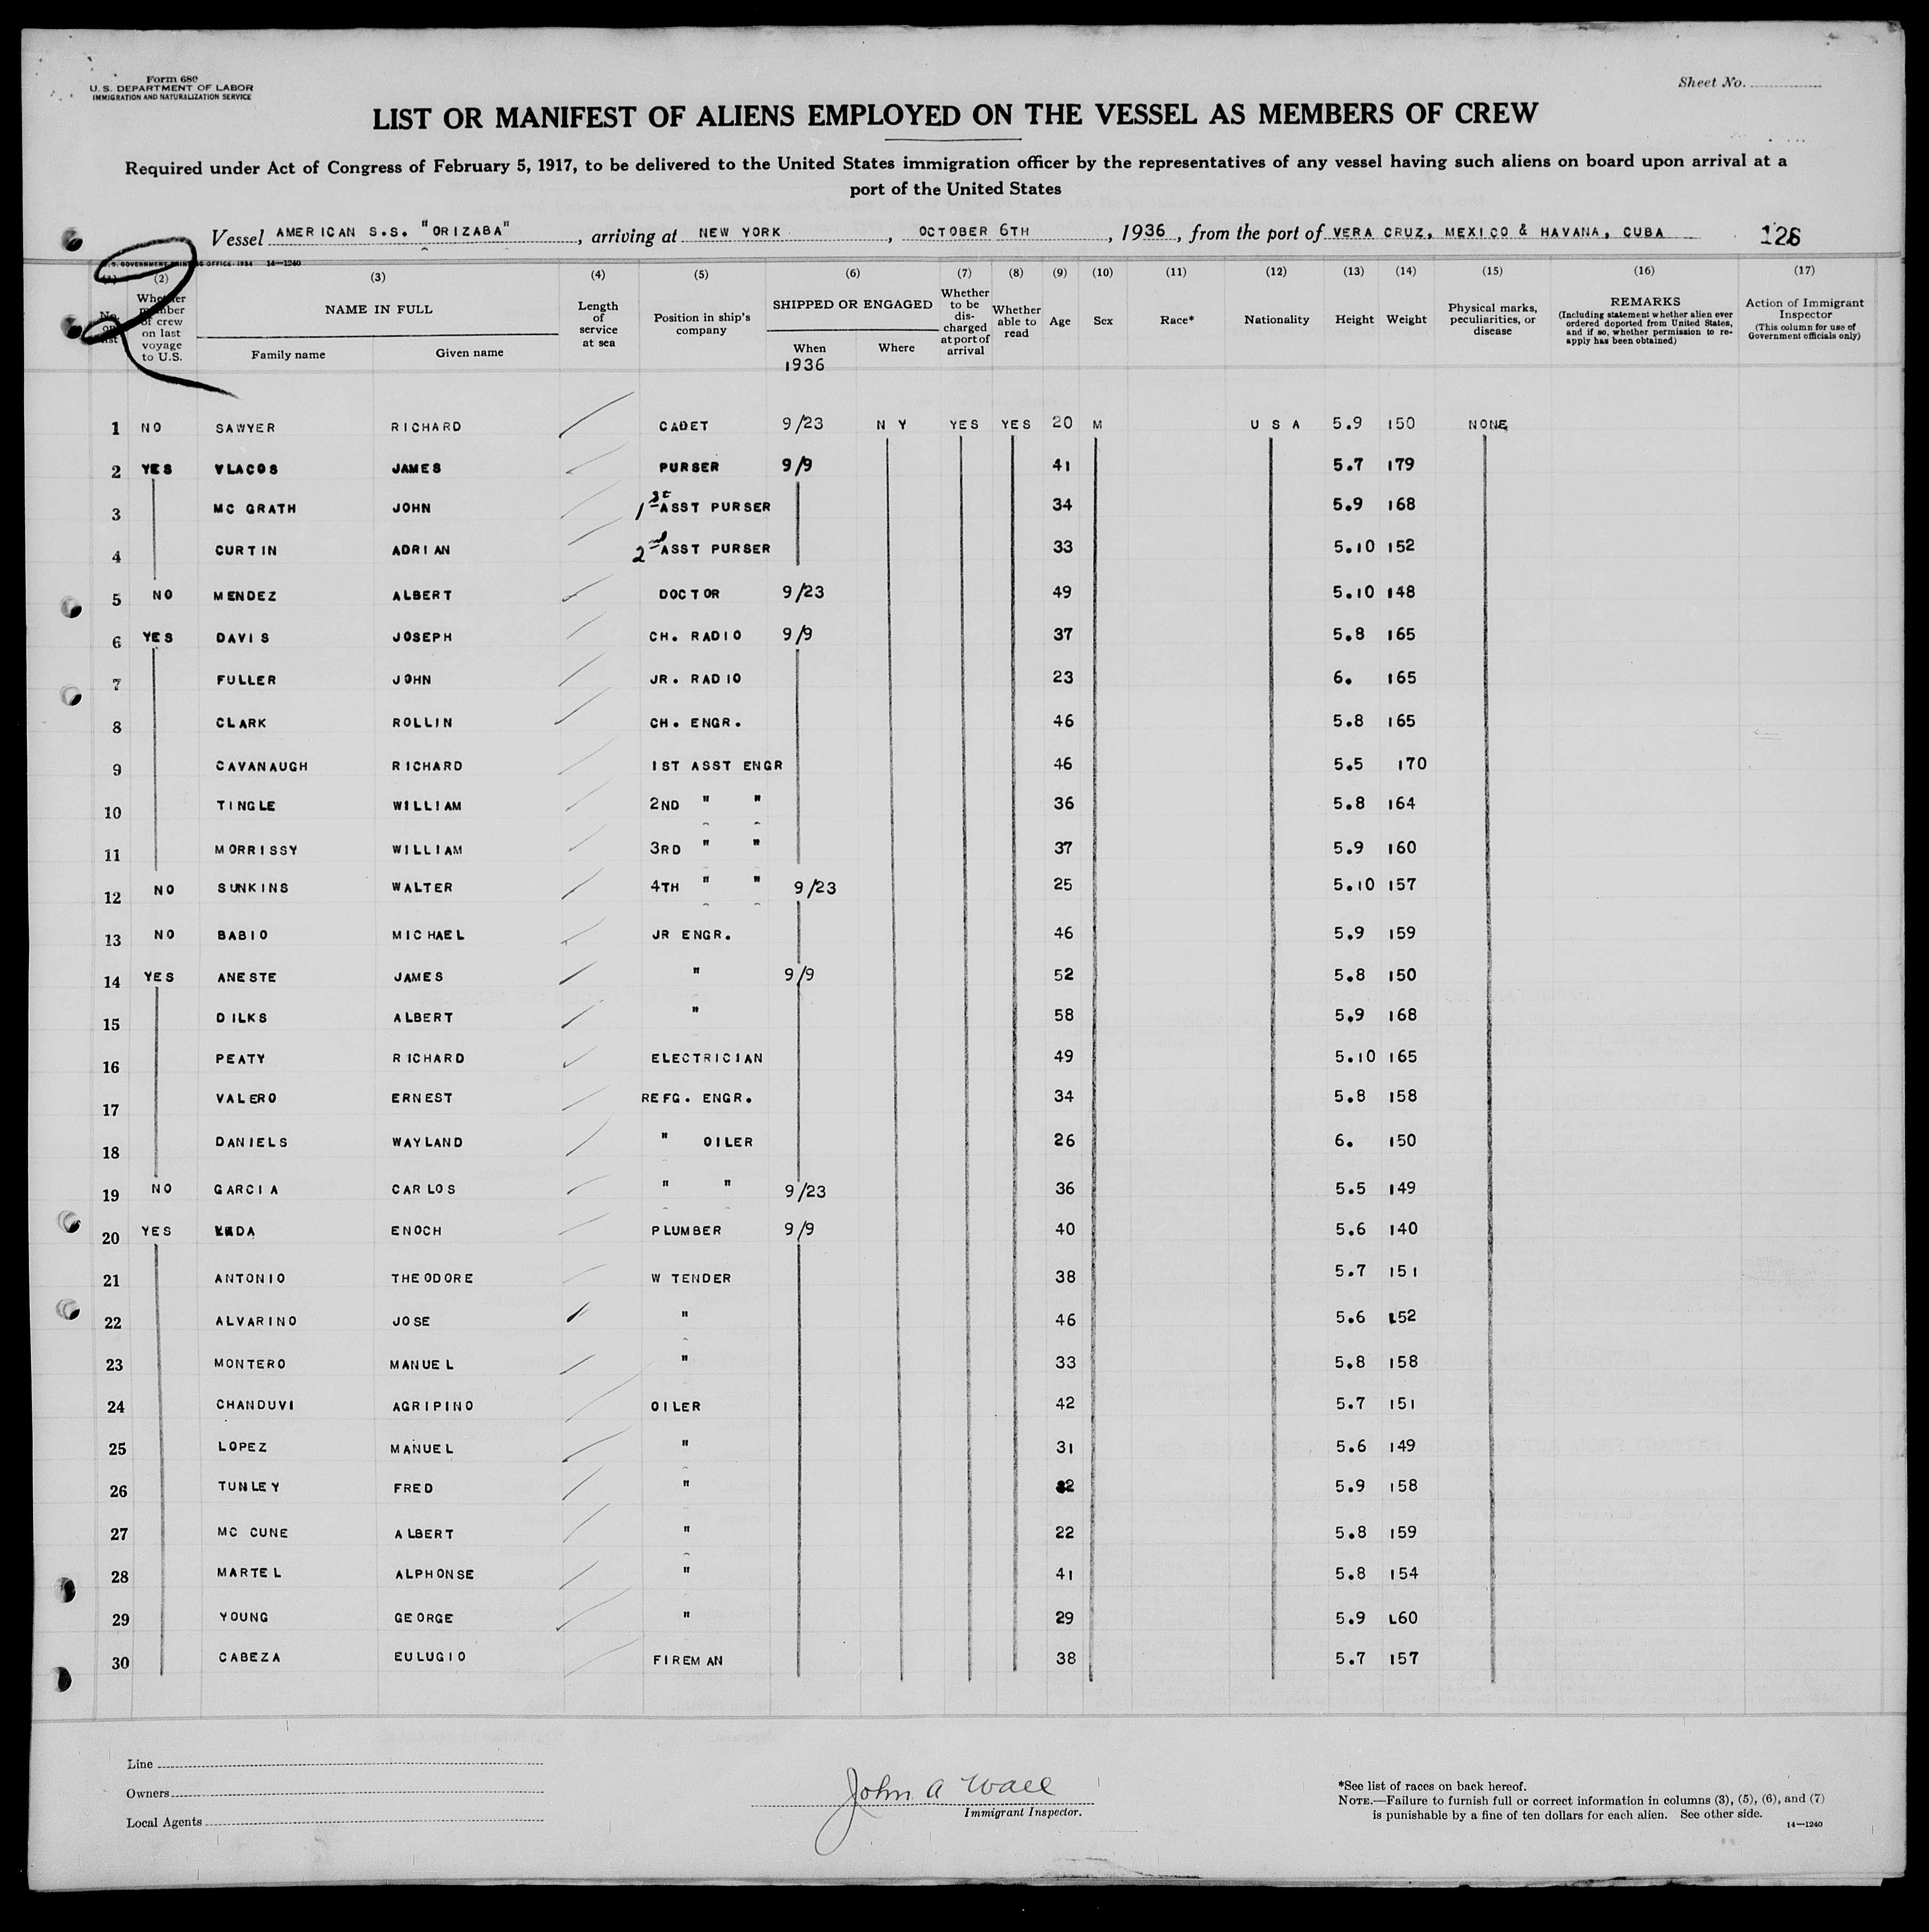 Form 680
U.S. DEPARTMENT OF LABOR
IMMIGRATION AND NATURALIZATION SERVICE
Sheet No.
LIST OR MANIFEST OF ALIENS EMPLOYED ON THE VESSEL AS MEMBERS OF CREW
Required under Act of Congress of February 5, 1917, to be delivered to the United States immigration officer by the representatives of any vessel having such aliens on board upon arrival at a
port of the United States
Vessel AMERICAN S.S. "ORIZABA", arriving at NEW YORK, OCTOBER 6TH, 1936, from the port of VERA CRUZ, MEXICO & HAVANA, CUBA 126
U.S. GOVERNMENT PRINTING OFFICE: 1934 14—1240
(1) (2) (3) (4) (5) (6) (7) (8) (9) (10) (11) (12) (13) (14) (15) (16) (17)
No. on list
Whether member of crew on last voyage to U.S.
NAME IN FULL
Family name Given name
Length of service at sea
Position in ship's company
SHIPPED OR ENGAGED
When Where
1936
Whether to be discharged at port of arrival
Whether able to read
Age Sex Race* Nationality Height Weight
Physical marks, peculiarities, or disease
REMARKS
(Including statement whether alien ever ordered deported from United States, and if so, whether permission to reapply has been obtained)
Action of Immigrant Inspector
(This column for use of Government officials only)
1 NO SAWYER RICHARD CADET 9/23 N Y YES YES 20 M U S A 5.9 150 NONE
2 YES VLACOS JAMES PURSER 9/9 41 5.7 179
3 MC GRATH JOHN 1st ASST PURSER 34 5.9 168
4 CURTIN ADRIAN 2nd ASST PURSER 33 5.10 152
5 NO MENDEZ ALBERT DOCTOR 9/23 49 5.10 148
6 YES DAVIS JOSEPH CH. RADIO 9/9 37 5.8 165
7 FULLER JOHN JR. RADIO 23 6. 165
8 CLARK ROLLIN CH. ENGR. 46 5.8 165
9 CAVANAUGH RICHARD 1ST ASST ENGR 46 5.5 170
10 TINGLE WILLIAM 2ND " " 36 5.8 164
11 MORRISSY WILLIAM 3RD " " 37 5.9 160
12 NO SUNKINS WALTER 4TH " " 9/23 25 5.10 157
13 NO BABIO MICHAEL JR ENGR. 46 5.9 159
14 YES ANESTE JAMES " 9/9 52 5.8 150
15 DILKS ALBERT " 58 5.9 168
16 PEATY RICHARD ELECTRICIAN 49 5.10 165
17 VALERO ERNEST REFG. ENGR. 34 5.8 158
18 DANIELS WAYLAND " OILER 26 6. 150
19 NO GARCIA CARLOS " " 9/23 36 5.5 149
20 YES ENOCH PLUMBER 9/9 40 5.6 140
21 ANTONIO THEODORE W TENDER 38 5.7 151
22 ALVARINO JOSE " 46 5.6 152
23 MONTERO MANUEL " 33 5.8 158
24 CHANDUVI AGRIPINO OILER 42 5.7 151
25 LOPEZ MANUEL " 31 5.6 149
26 TUNLEY FRED " 5.9 158
27 MC CUNE ALBERT " 22 5.8 159
28 MARTEL ALPHONSE " 41 5.8 154
29 YOUNG GEORGE " 29 5.9 L60
30 CABEZA EULUGIO FIREMAN 38 5.7 157
Line
Owners
Local Agents
John A Wall
Immigrant Inspector.
*See list of races on back hereof.
NOTE.—Failure to furnish full or correct information in columns (3), (5), (6), and (7)
is punishable by a fine of ten dollars for each alien. See other side.
14—1240